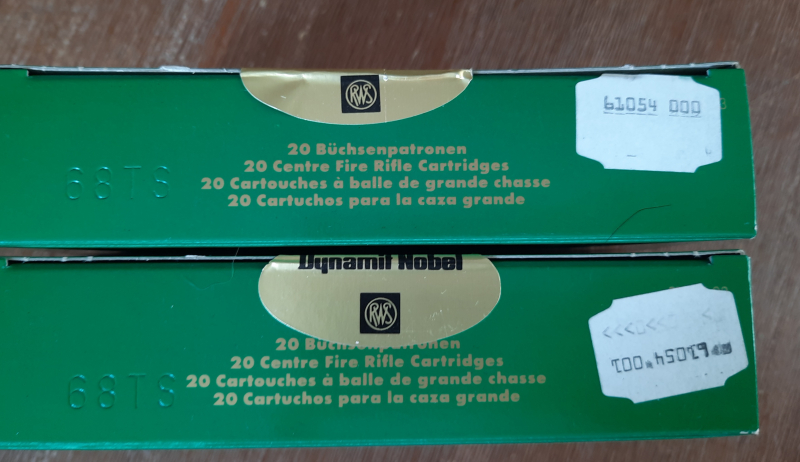 RWS
61054 000
20 Büchsenpatronen
20 Centre Fire Rifle Cartridges
20 Cartouches à balle de grande chasse
20 Cartuchos para la caza grande
68TS
Dynamit Nobel
RWS
20 Büchsenpatronen
20 Centre Fire Rifle Cartridges
20 Cartouches à balle de grande chasse
20 Cartuchos para la caza grande
68TS